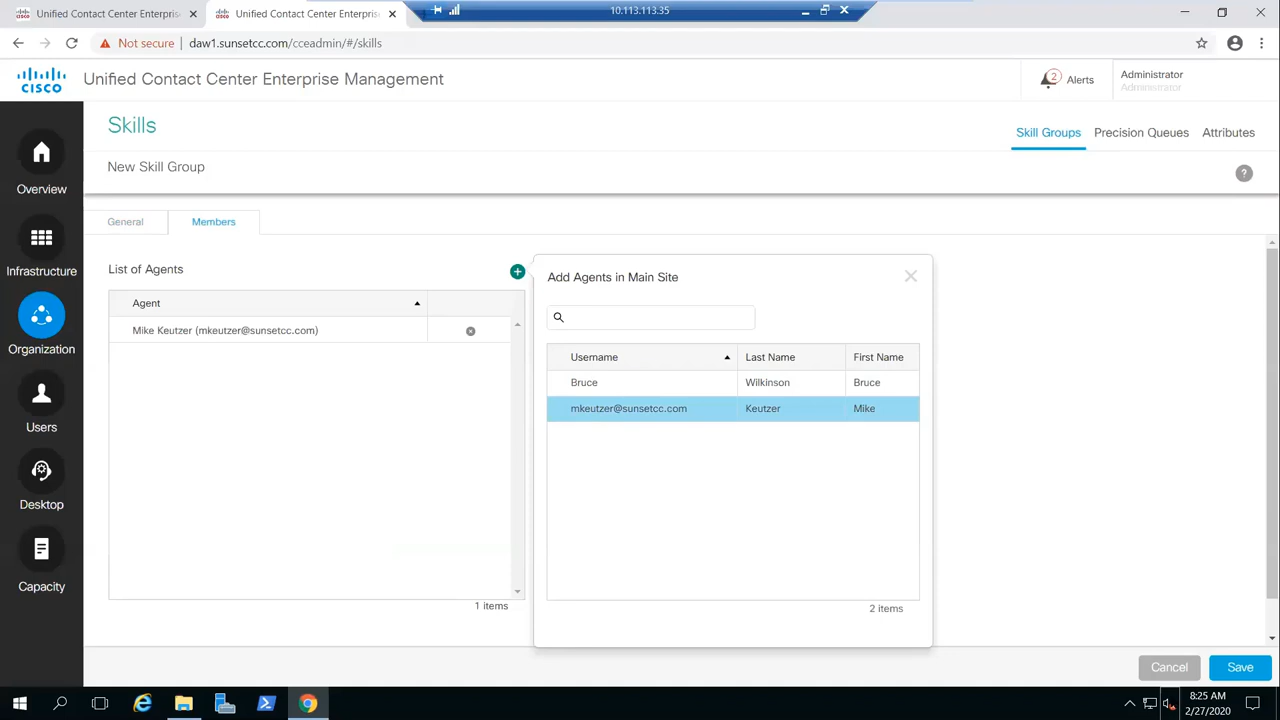 Unified Contact Center Enterpris
Unified Contact Center Enterpris
10.113.113.35
Not secure
daw1.sunsetcc.com/cceadmin/#/skills
CISCO
Unified Contact Center Enterprise Management
2
Alerts
Administrator
Administrator
Skills
Skill Groups
Precision Queues
Attributes
New Skill Group
?
Overview
Infrastructure
Organization
Users
Desktop
Capacity
General
Members
List of Agents
Agent
Mike Keutzer (mkeutzer@sunsetcc.com)
1 items
Add Agents in Main Site
Username Last Name First Name
Bruce Wilkinson Bruce
mkeutzer@sunsetcc.com Keutzer Mike
2 items
Cancel
Save
8:25 AM
2/27/2020